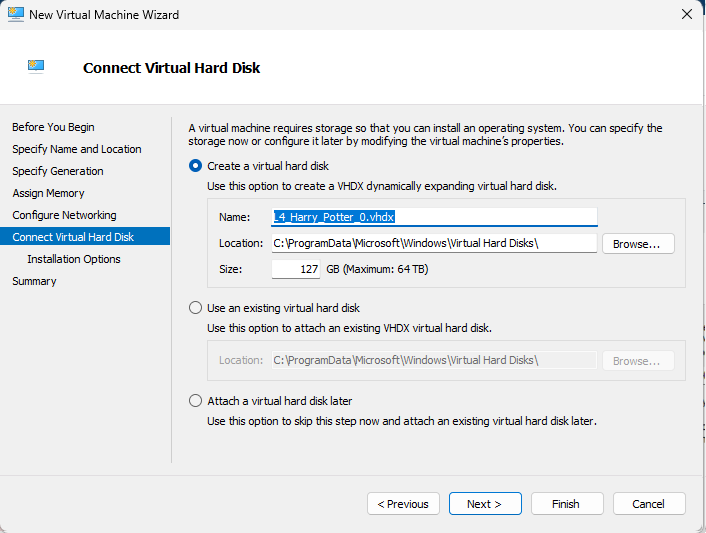 New Virtual Machine Wizard
Connect Virtual Hard Disk
Before You Begin
Specify Name and Location
Specify Generation
Assign Memory
Configure Networking
Connect Virtual Hard Disk
Installation Options
Summary
A virtual machine requires storage so that you can install an operating system. You can specify the
storage now or configure it later by modifying the virtual machine's properties.
Create a virtual hard disk
Use this option to create a VHDX dynamically expanding virtual hard disk.
Name: L4_Harry_Potter_0.vhdx
Location: C:\ProgramData\Microsoft\Windows\Virtual Hard Disks\ Browse...
Size: 127 GB (Maximum: 64 TB)
Use an existing virtual hard disk
Use this option to attach an existing VHDX virtual hard disk.
Location: C:\ProgramData\Microsoft\Windows\Virtual Hard Disks\ Browse...
Attach a virtual hard disk later
Use this option to skip this step now and attach an existing virtual hard disk later.
< Previous Next > Finish Cancel